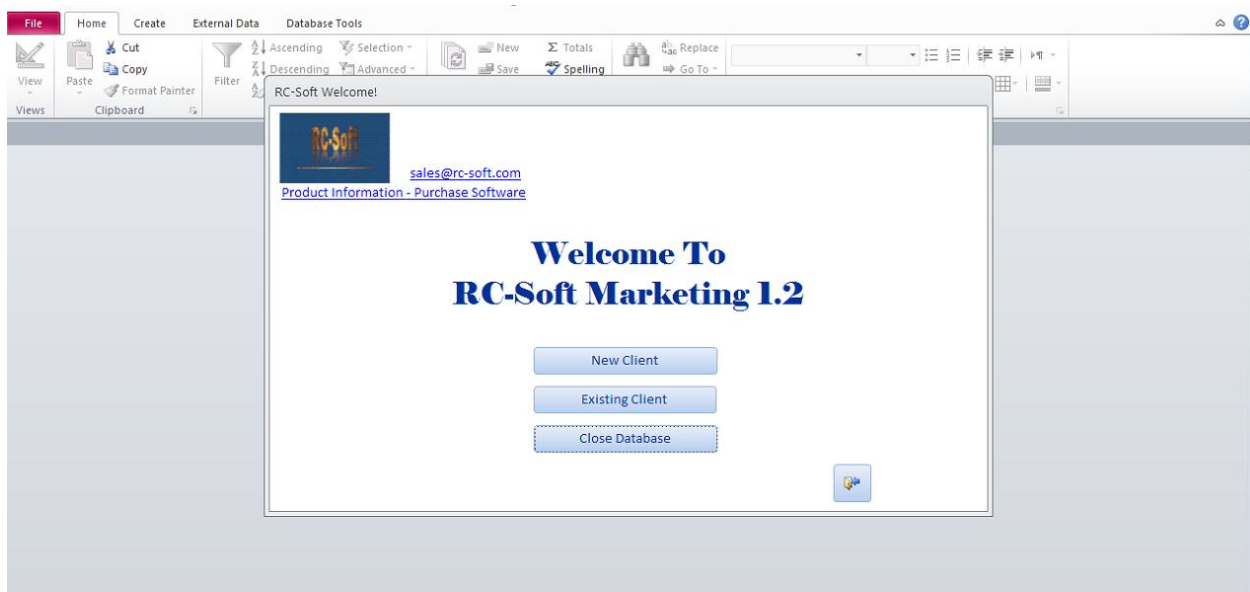 File Home Create External Data Database Tools
Cut Ascending Selection New Totals Replace
View Paste Copy Filter Descending Advanced Save Spelling Go To
Format Painter
Views Clipboard
RC-Soft Welcome!
RC-Soft
sales@rc-soft.com
Product Information - Purchase Software
Welcome To
RC-Soft Marketing 1.2
New Client
Existing Client
Close Database